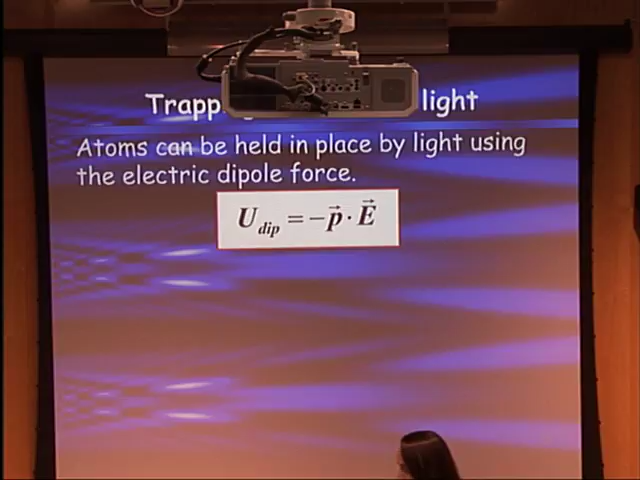 Trapp light
Atoms can be held in place by light using
the electric dipole force.
U_dip = -p⃗ · E⃗